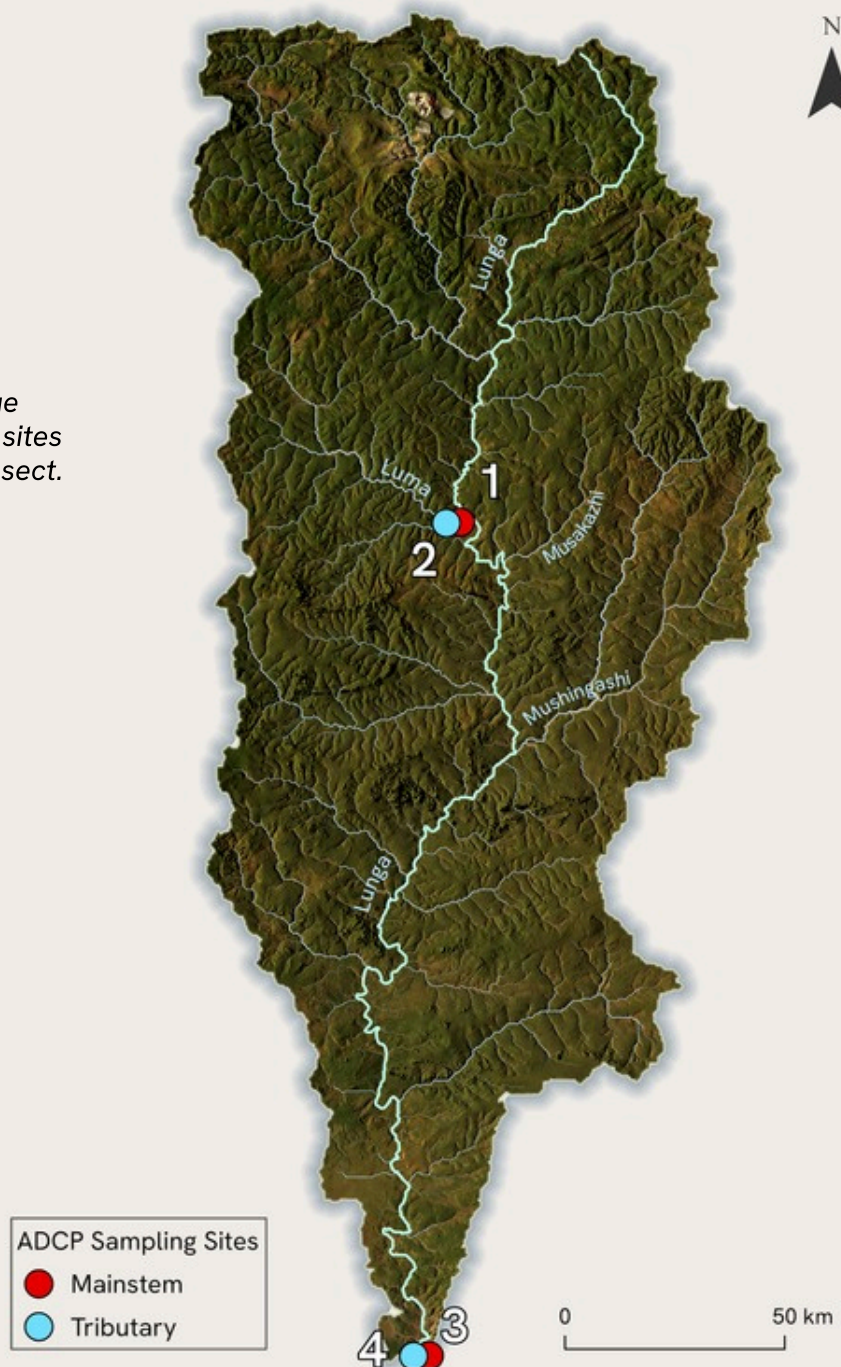 N
sites
sect.
Lunga
1
Luma
2
Musakazhi
Mushingashi
Lunga
ADCP Sampling Sites
Mainstem
Tributary
0
50 km
3
4